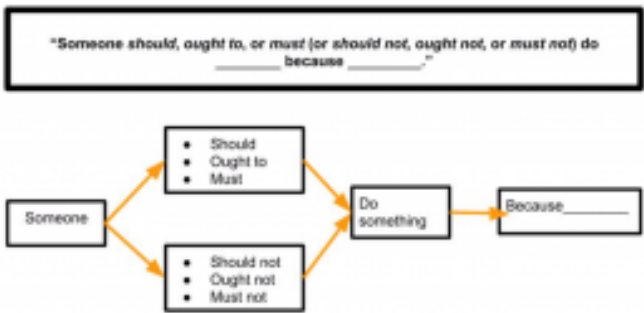 "Someone should, ought to, or must (or should not, ought not, or must not) do
________ because _________."
Should
Ought to
Must
Someone
Do
something
Because________
Should not
Ought not
Must not